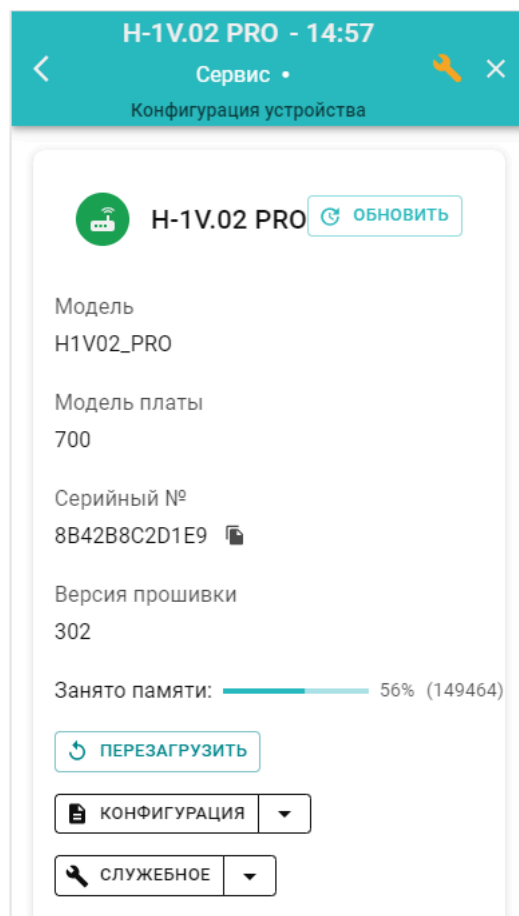 H-1V.02 PRO - 14:57
Сервис •
Конфигурация устройства
H-1V.02 PRO ОБНОВИТЬ
Модель
H1V02_PRO
Модель платы
700
Серийный №
8B42B8C2D1E9
Версия прошивки
302
Занято памяти: 56% (149464)
ПЕРЕЗАГРУЗИТЬ
КОНФИГУРАЦИЯ
СЛУЖЕБНОЕ